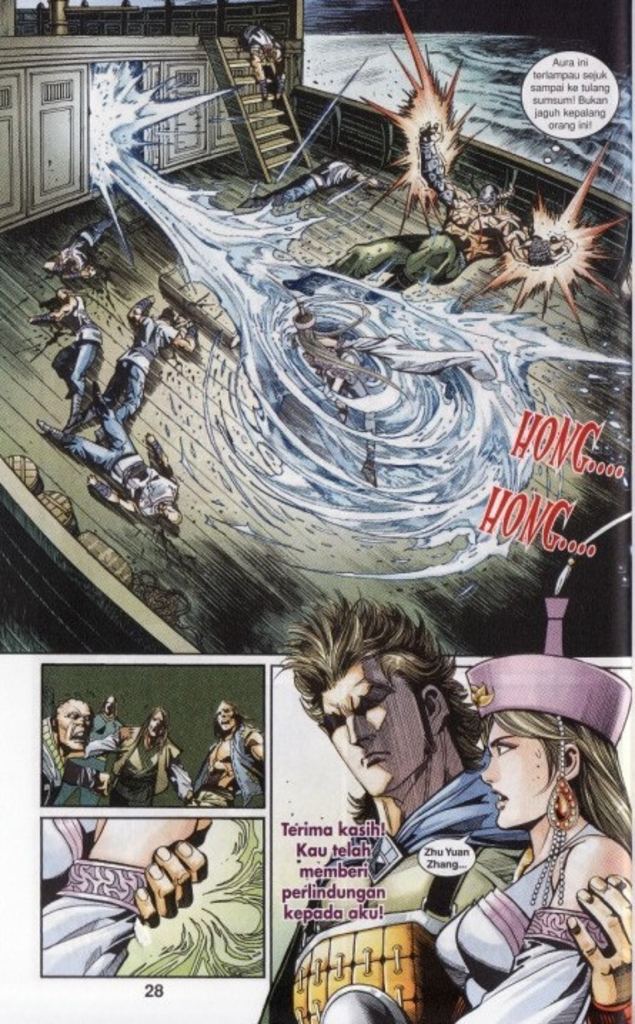 Aura ini
terlampau sejuk
sampai ke tulang
sumsum! Bukan
jaguh kepalang
orang ini!
HONG....
HONG....
Terima kasih!
Kau telah
memberi
perlindungan
kepada aku!
Zhu Yuan
Zhang...
28